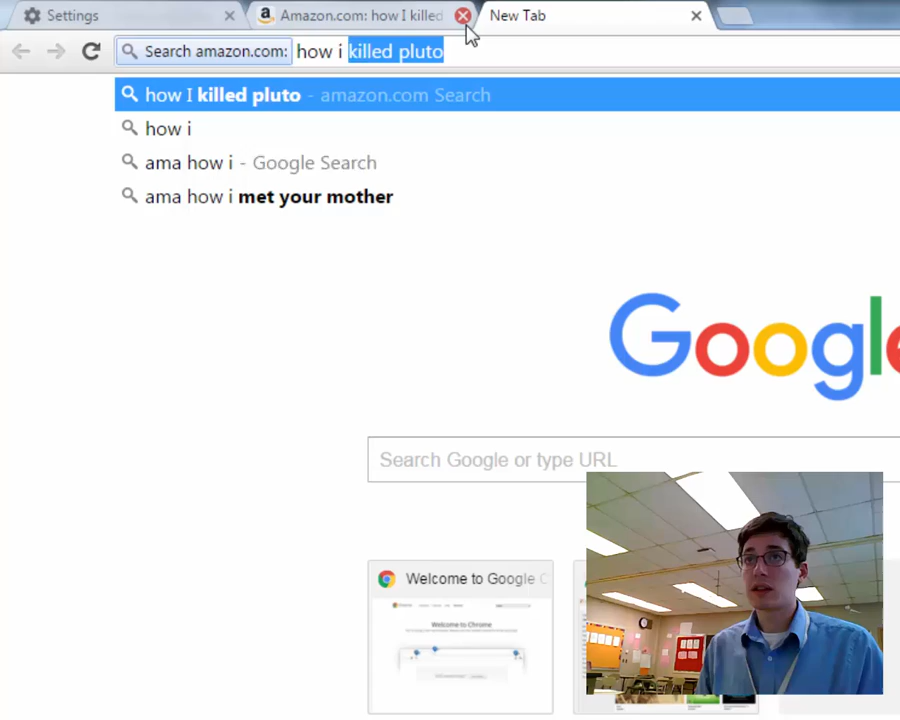 Settings
Amazon.com: how I killed
New Tab
Search amazon.com: how i killed pluto
how I killed pluto - amazon.com Search
how i
ama how i - Google Search
ama how i met your mother
Google
Search Google or type URL
Welcome to Google C
Welcome to Chrome